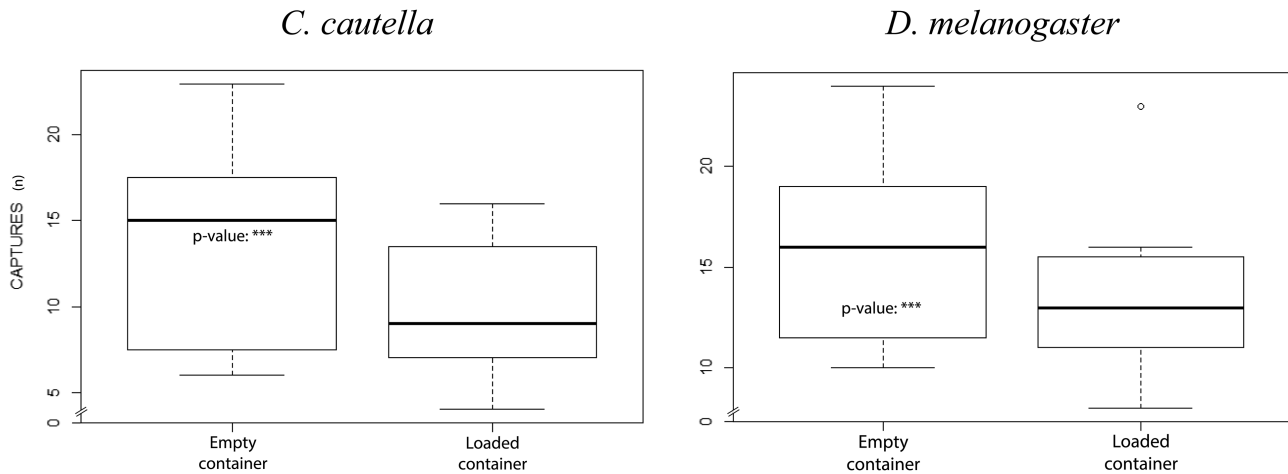 C. cautella
D. melanogaster
CAPTURES (n)
20
15
10
5
0
p-value: ***
Empty
container
Loaded
container
20
15
10
0
p-value: ***
Empty
container
Loaded
container